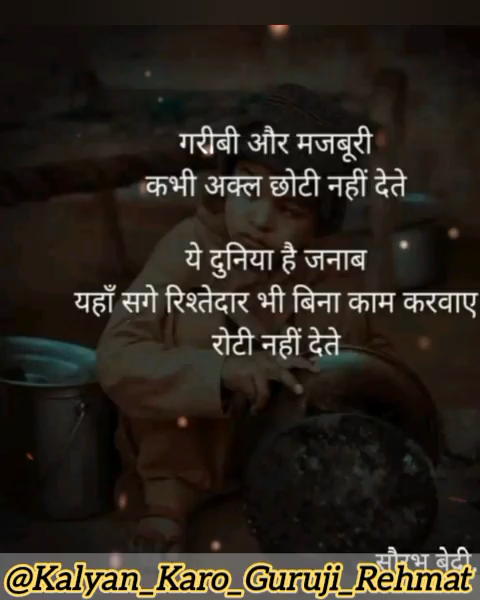 गरीबी और मजबूरी
कभी अक्ल छोटी नहीं देते
ये दुनिया है जनाब
यहाँ सगे रिश्तेदार भी बिना काम करवाए
रोटी नहीं देते
सौरभ बेदी
@Kalyan_Karo_Guruji_Rehmat